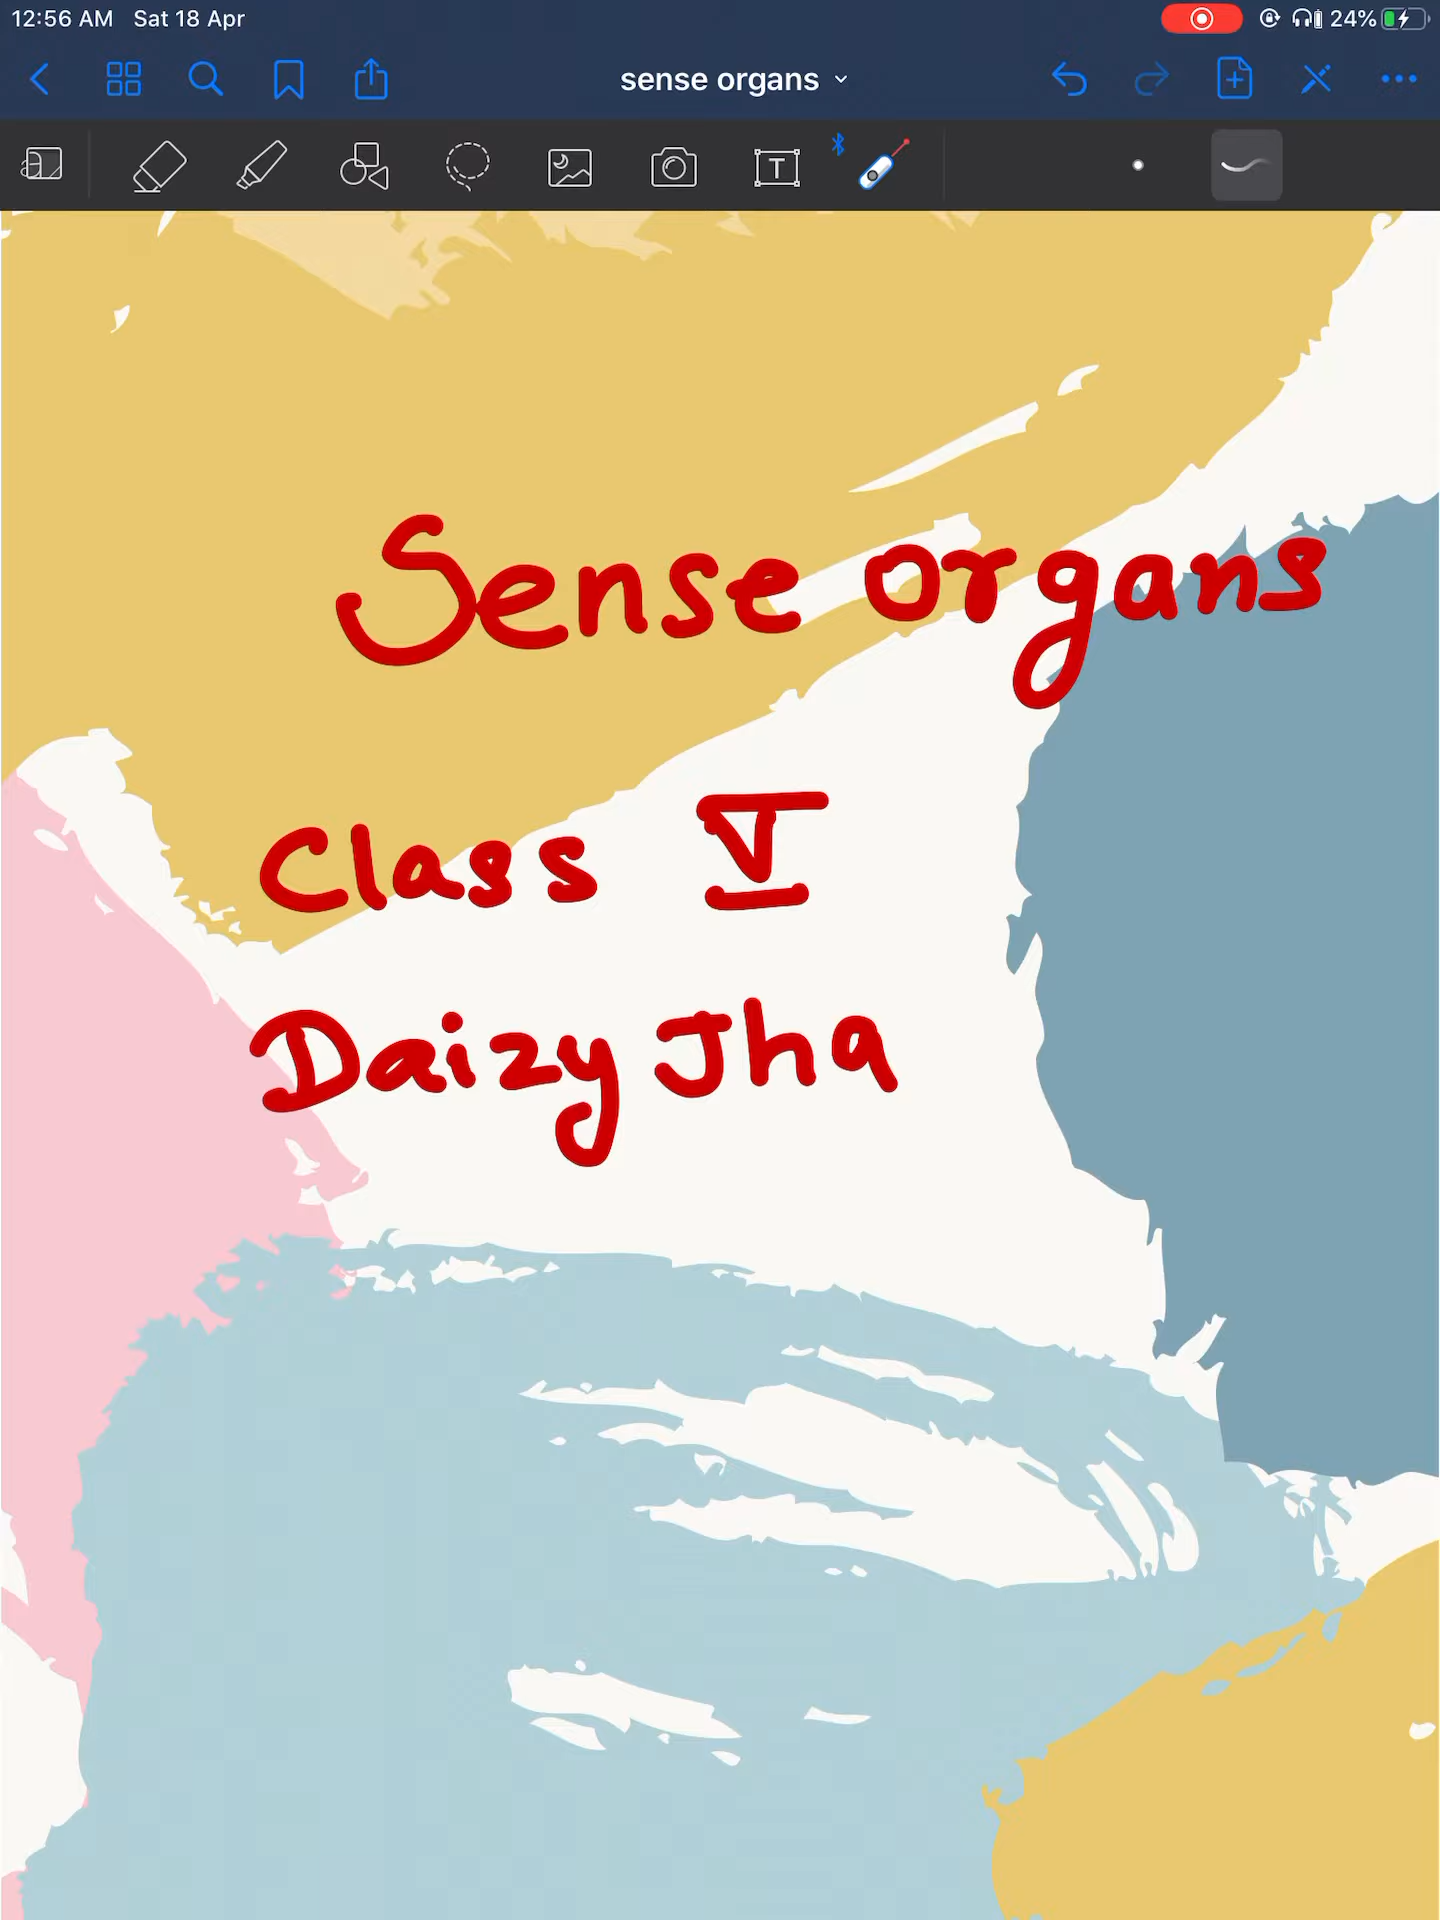 12:56 AM Sat 18 Apr 24%
sense organs
T
Sense organs
Class V
Daizy Jha